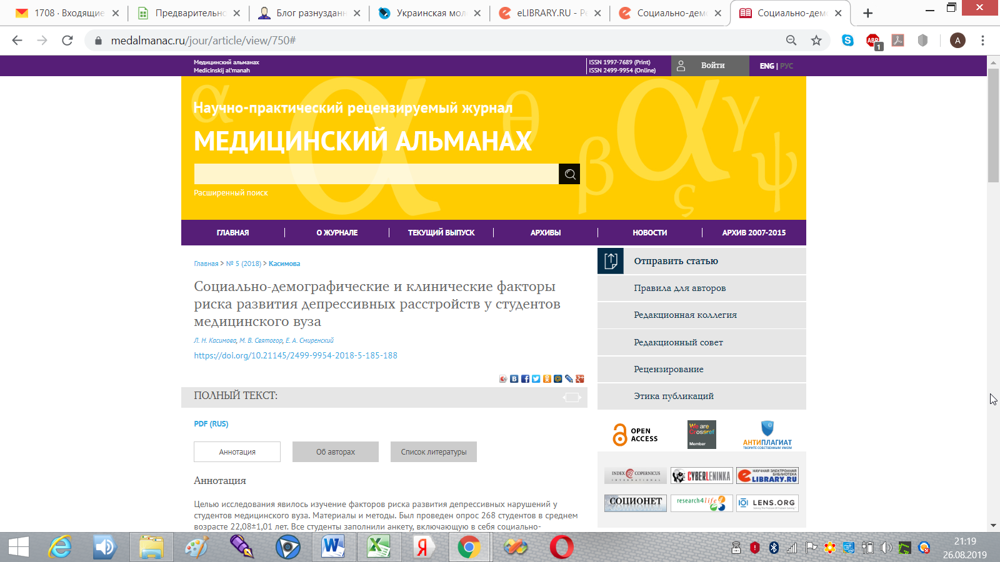 1708 · Входящие
Предварительно
Блог разнузданн
Украинская мол
eLIBRARY.RU - Ре
Социально-дем
Социально-дем
medalmanac.ru/jour/article/view/750#
ABP
1
A
Медицинский альманах
Medicinskij al'manah
ISSN 1997-7689 (Print)
ISSN 2499-9954 (Online)
Войти
ENG | РУС
Научно-практический рецензируемый журнал
МЕДИЦИНСКИЙ АЛЬМАНАХ
Расширенный поиск
ГЛАВНАЯ
О ЖУРНАЛЕ
ТЕКУЩИЙ ВЫПУСК
АРХИВЫ
НОВОСТИ
АРХИВ 2007-2015
Главная > № 5 (2018) > Касимова
Социально-демографические и клинические факторы
риска развития депрессивных расстройств у студентов
медицинского вуза
Л. Н. Касимова, М. В. Святогор, Е. А. Смиренский
https://doi.org/10.21145/2499-9954-2018-5-185-188
ПОЛНЫЙ ТЕКСТ:
PDF (RUS)
Аннотация
Об авторах
Список литературы
Аннотация
Целью исследования явилось изучение факторов риска развития депрессивных нарушений у
студентов медицинского вуза. Материалы и методы. Был проведен опрос 268 студентов в среднем
возрасте 22,08±1,01 лет. Все студенты заполнили анкету, включающую в себя социально-
Отправить статью
Правила для авторов
Редакционная коллегия
Редакционный совет
Рецензирование
Этика публикаций
OPEN
ACCESS
We are
Crossref
Member
АНТИПЛАГИАТ
ТВОРИТЕ СОБСТВЕННЫМ УМОМ
INDEX COPERNICUS
INTERNATIONAL
CYBERLENINKA
НАУЧНАЯ ЭЛЕКТРОННАЯ
БИБЛИОТЕКА
eLIBRARY.RU
СОЦИОНЕТ
research4life
LENS.ORG
21:19
26.08.2019